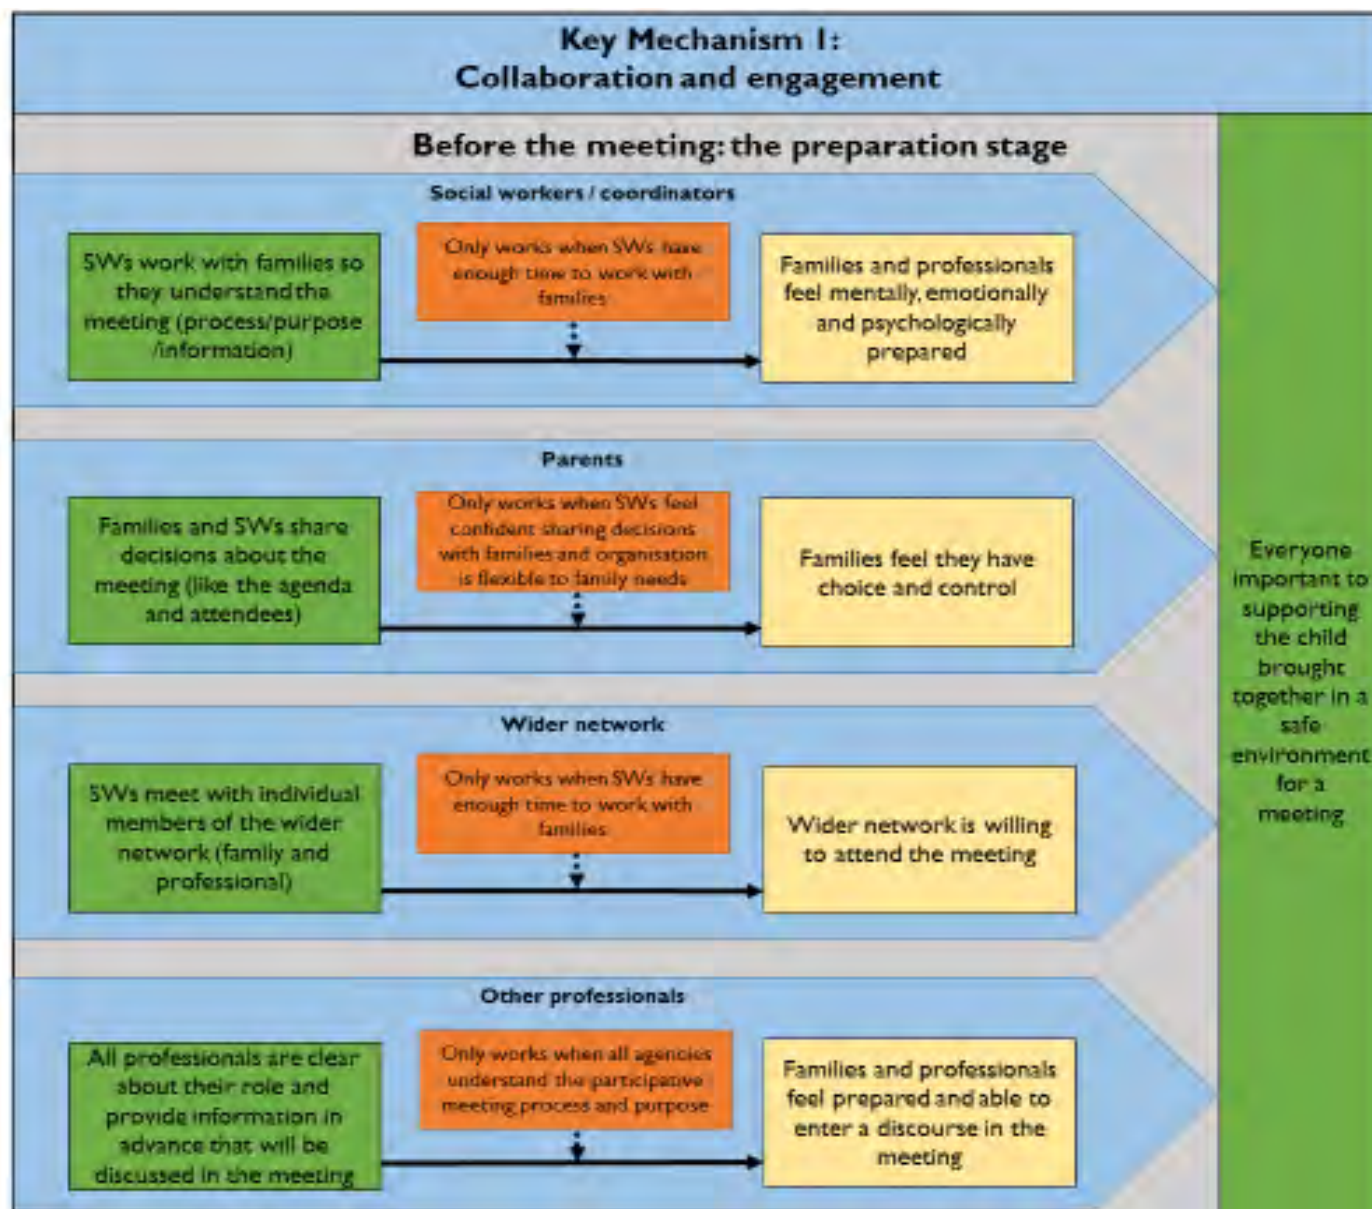 Key Mechanism 1:
Collaboration and engagement
Before the meeting: the preparation stage
Social workers / coordinators
SWs work with families so
they understand the
meeting (process/purpose
/information)
Only works when SWs have
enough time to work with
families
Families and professionals
feel mentally, emotionally
and psychologically
prepared
Parents
Families and SWs share
decisions about the
meeting (like the agenda
and attendees)
Only works when SWs feel
confident sharing decisions
with families and organisation
is flexible to family needs
Families feel they have
choice and control
Wider network
SWs meet with individual
members of the wider
network (family and
professional)
Only works when SWs have
enough time to work with
families
Wider network is willing
to attend the meeting
Other professionals
All professionals are clear
about their role and
provide information in
advance that will be
discussed in the meeting
Only works when all agencies
understand the participative
meeting process and purpose
Families and professionals
feel prepared and able to
enter a discourse in the
meeting
Everyone
important to
supporting
the child
brought
together in a
safe
environment
for a
meeting